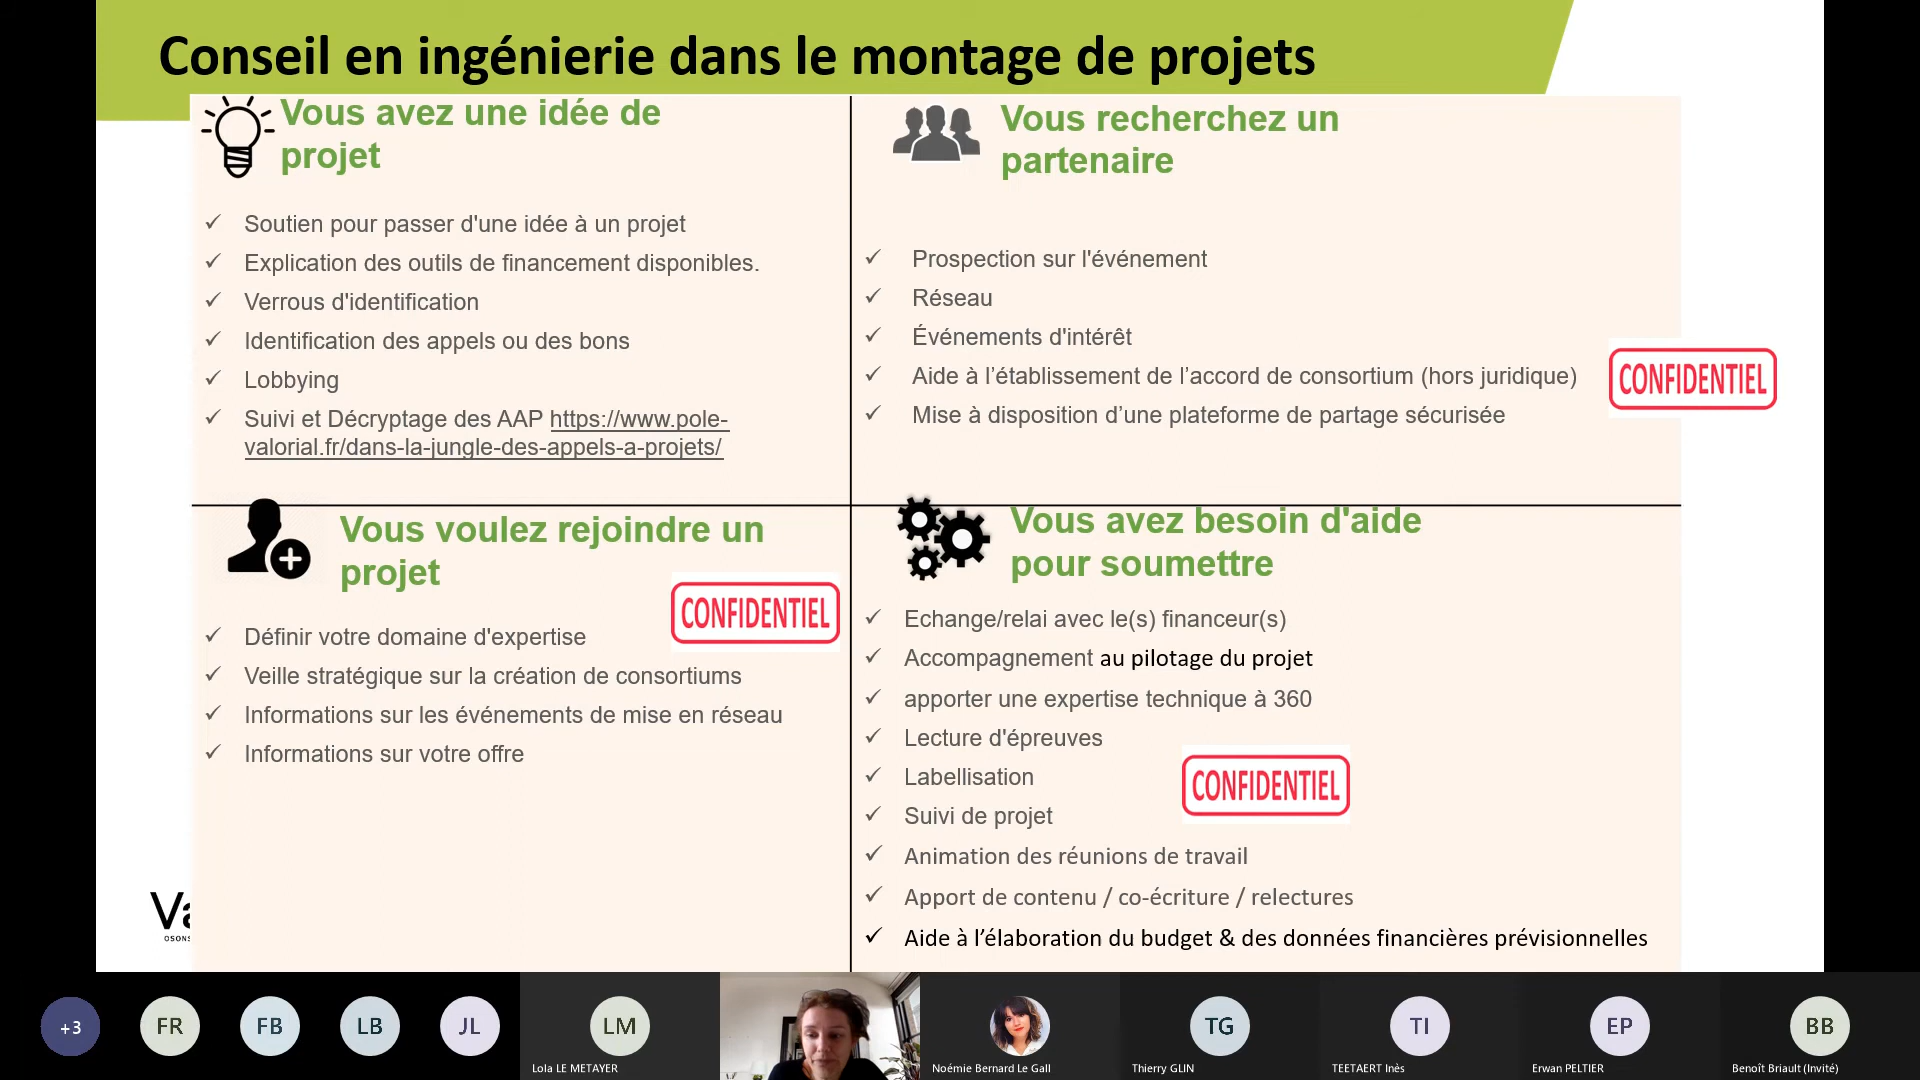 Conseil en ingénierie dans le montage de projets
Vous avez une idée de
projet
Soutien pour passer d'une idée à un projet
Explication des outils de financement disponibles.
Verrous d'identification
Identification des appels ou des bons
Lobbying
Suivi et Décryptage des AAP https://www.pole-
valorial.fr/dans-la-jungle-des-appels-a-projets/
Vous recherchez un
partenaire
Prospection sur l'événement
Réseau
Événements d'intérêt
Aide à l’établissement de l’accord de consortium (hors juridique)
Mise à disposition d’une plateforme de partage sécurisée
CONFIDENTIEL
Vous voulez rejoindre un
projet
CONFIDENTIEL
Définir votre domaine d'expertise
Veille stratégique sur la création de consortiums
Informations sur les événements de mise en réseau
Informations sur votre offre
Vous avez besoin d'aide
pour soumettre
Echange/relai avec le(s) financeur(s)
Accompagnement au pilotage du projet
apporter une expertise technique à 360
Lecture d'épreuves
Labellisation
CONFIDENTIEL
Suivi de projet
Animation des réunions de travail
Apport de contenu / co-écriture / relectures
Aide à l’élaboration du budget & des données financières prévisionnelles
+3
FR
FB
LB
JL
LM
Lola LE METAYER
Noémie Bernard Le Gall
TG
Thierry GLIN
TI
TEETAERT Inès
EP
Erwan PELTIER
BB
Benoît Briault (Invité)